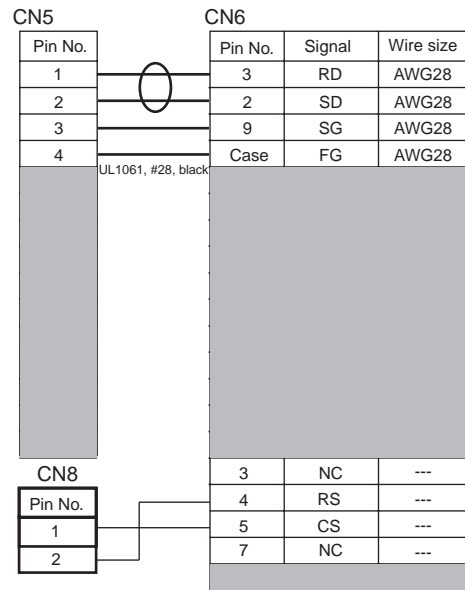 CN5 CN6
Pin No. Pin No. Signal Wire size
1 3 RD AWG28
2 2 SD AWG28
3 9 SG AWG28
4 Case FG AWG28
UL1061, #28, black
CN8 3 NC ---
Pin No. 4 RS ---
1 5 CS ---
2 7 NC ---